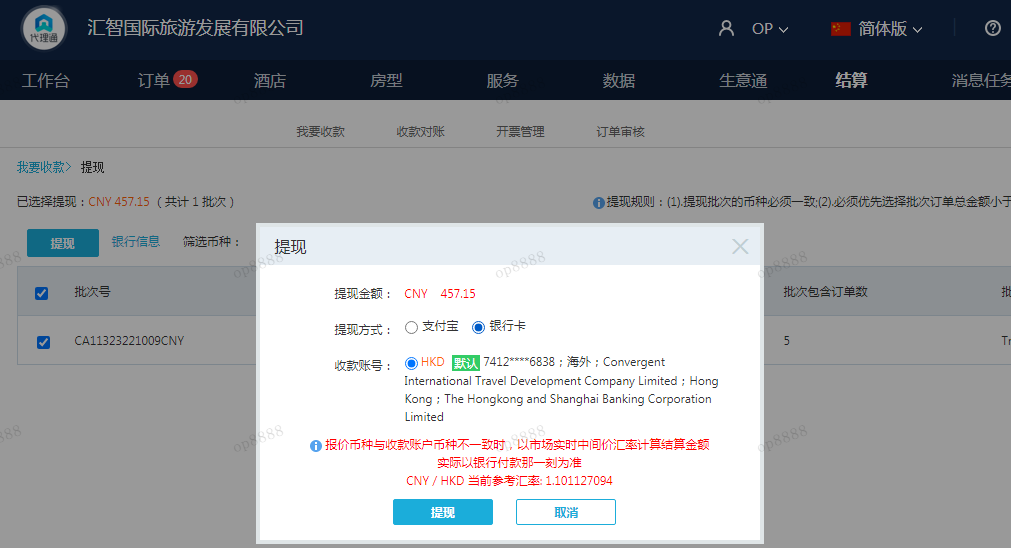 代理通
汇智国际旅游发展有限公司
OP
简体版
工作台
订单 20
酒店
房型
服务
数据
生意通
结算
消息任务
我要收款
收款对账
开票管理
订单审核
我要收款> 提现
已选择提现：CNY 457.15 （ 共计 1 批次 ）
提现规则：(1).提现批次的币种必须一致;(2).必须优先选择批次订单总金额小于
提现
银行信息
筛选币种：
批次号
批次包含订单数
批
CA11323221009CNY
5
Tr
提现
提现金额： CNY 457.15
提现方式： 支付宝 银行卡
收款账号： HKD 默认 7412****6838；海外；Convergent
International Travel Development Company Limited；Hong
Kong；The Hongkong and Shanghai Banking Corporation
Limited
报价币种与收款账户币种不一致时，以市场实时中间价汇率计算结算金额
实际以银行付款那一刻为准
CNY / HKD 当前参考汇率: 1.101127094
提现
取消
op8888
op8888
op8888
op8888
op8888
op8888